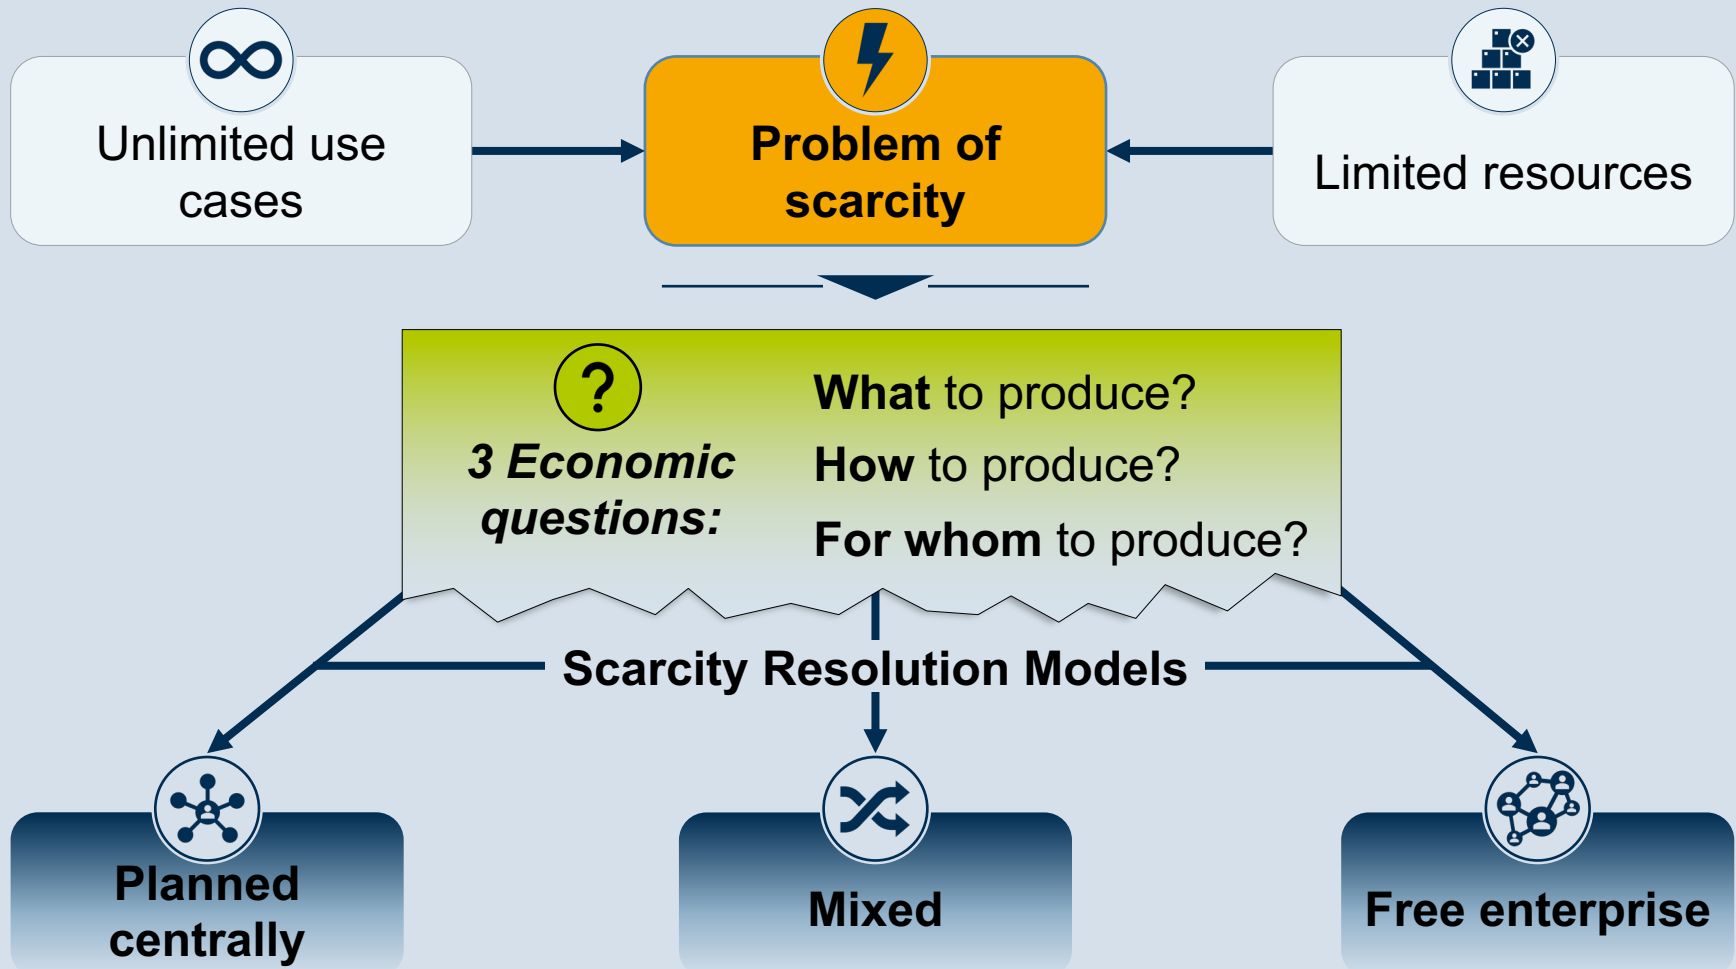 Unlimited use
cases
Problem of
scarcity
Limited resources
?
3 Economic
questions:
What to produce?
How to produce?
For whom to produce?
Scarcity Resolution Models
Planned
centrally
Mixed
Free enterprise